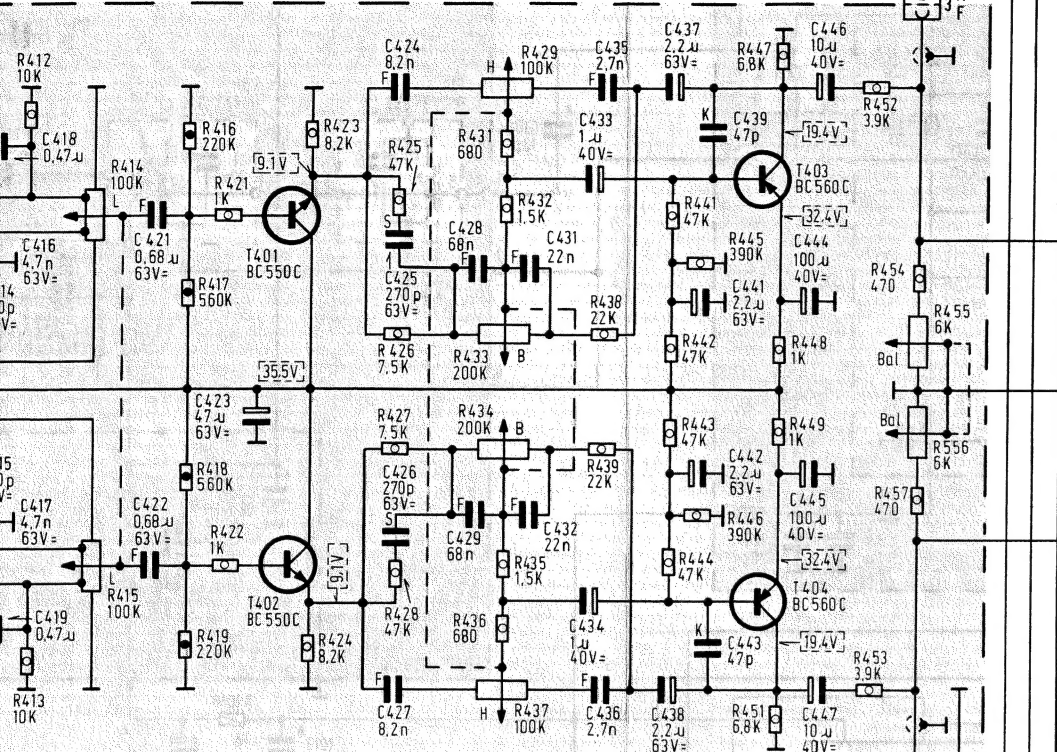 R412
10K
C418
0,47u
R414
100K
L
C416
4,7n
63V=
R416
220K
R421
1K
F
C421
0,68u
63V=
R417
560K
T401
BC550C
9.1V
R423
8,2K
C424
8,2n
F
R425
47K
S
C425
270p
63V=
R426
7,5K
H
R429
100K
R431
680
R432
1,5K
C428
68n
F
F
C431
22n
R433
200K
B
R438
22K
C435
2,7n
F
C433
1u
40V=
C437
2,2u
63V=
K
C439
47p
R447
6,8K
C446
10u
40V=
R452
3,9K
19.4V
T403
BC560C
32.4V
R441
47K
R445
390K
C441
2,2u
63V=
R442
47K
C444
100u
40V=
R448
1K
R454
470
R455
6K
Bal
F
35.5V
C423
47u
63V=
R418
560K
C417
4,7n
63V=
C422
0,68u
63V=
F
R422
1K
L
R415
100K
C419
0,47u
R413
10K
R419
220K
T402
BC550C
9.1V
R424
8,2K
R427
7,5K
C426
270p
63V=
S
R428
47K
F
C427
8,2n
R434
200K
B
F
F
C429
68n
C432
22n
R435
1,5K
R436
680
H
R437
100K
R439
22K
C434
1u
40V=
F
C436
2,7n
C438
2,2u
63V=
R443
47K
C442
2,2u
63V=
R446
390K
R444
47K
K
C443
47p
R449
1K
C445
100u
40V=
32.4V
T404
BC560C
19.4V
R451
6,8K
C447
10u
40V=
R453
3,9K
Bal
R556
6K
R457
470